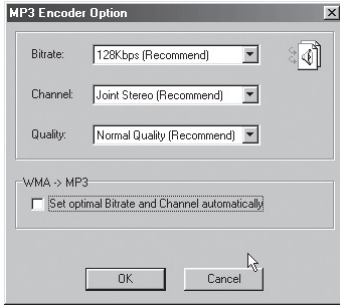 MP3 Encoder Option
Bitrate: 128Kbps (Recommend)
Channel: Joint Stereo (Recommend)
Quality: Normal Quality (Recommend)
WMA -> MP3
Set optimal Bitrate and Channel automatically
OK Cancel